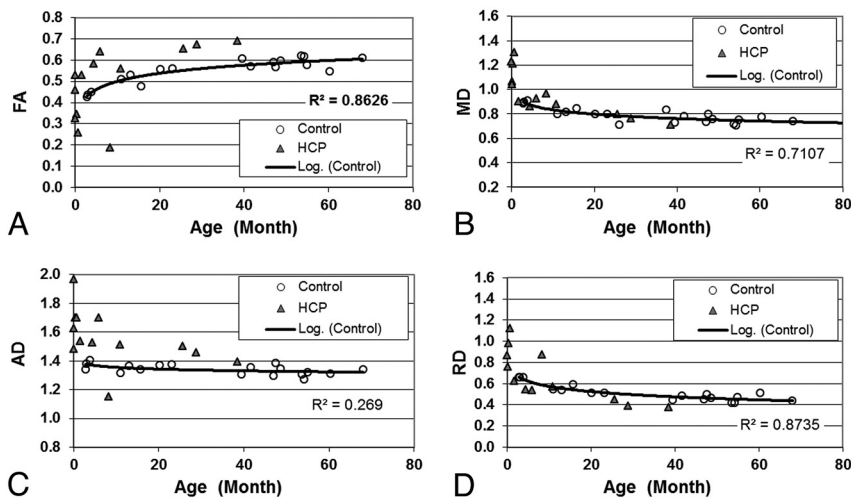 0.8
0.7
0.6
0.5
0.4
0.3
0.2
0.1
0.0
FA
R² = 0.8626
Control
HCP
Log. (Control)
0 20 40 60 80
Age (Month)
A
1.6
1.4
1.2
1.0
0.8
0.6
0.4
0.2
MD
Control
HCP
Log. (Control)
R² = 0.7107
0 20 40 60 80
Age (Month)
B
2.0
1.8
1.6
1.4
1.2
1.0
AD
Control
HCP
Log. (Control)
R² = 0.269
0 20 40 60 80
Age (Month)
C
1.6
1.4
1.2
1.0
0.8
0.6
0.4
0.2
0.0
RD
Control
HCP
Log. (Control)
R² = 0.8735
0 20 40 60 80
Age (Month)
D